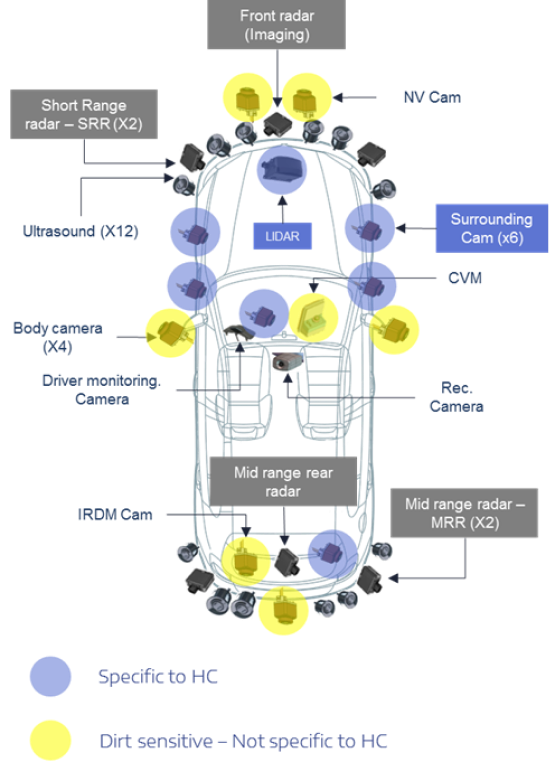 Front radar
(Imaging)
NV Cam
Short Range
radar – SRR (X2)
Ultrasound (X12)
LIDAR
Surrounding
Cam (x6)
CVM
Body camera
(X4)
Driver monitoring.
Camera
Rec.
Camera
Mid range rear
radar
IRDM Cam
Mid range radar –
MRR (X2)
Specific to HC
Dirt sensitive – Not specific to HC